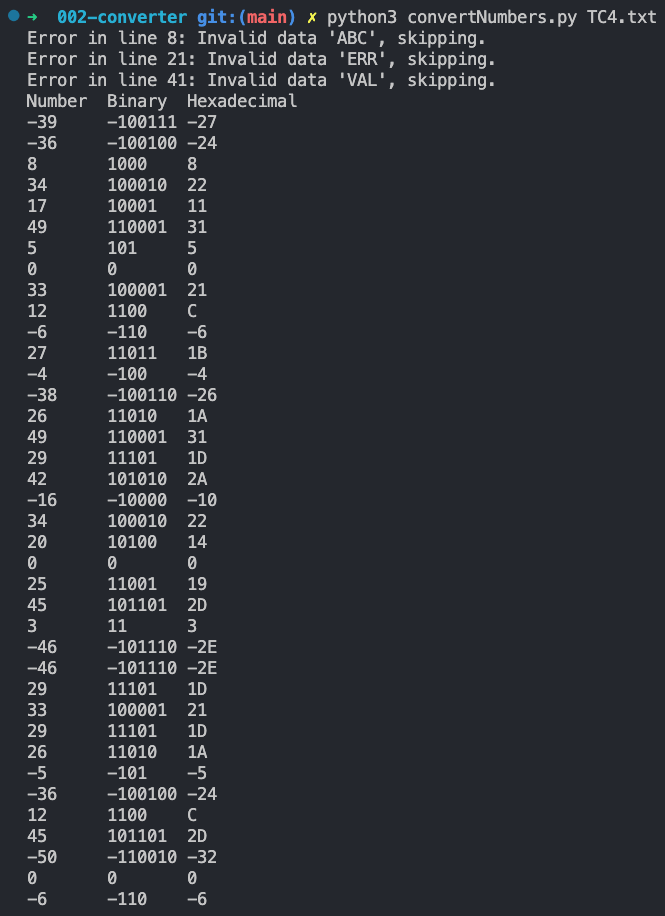 ➜  002-converter git:(main) ✗ python3 convertNumbers.py TC4.txt
Error in line 8: Invalid data 'ABC', skipping.
Error in line 21: Invalid data 'ERR', skipping.
Error in line 41: Invalid data 'VAL', skipping.
Number  Binary  Hexadecimal
-39     -100111 -27
-36     -100100 -24
8       1000    8
34      100010  22
17      10001   11
49      110001  31
5       101     5
0       0       0
33      100001  21
12      1100    C
-6      -110    -6
27      11011   1B
-4      -100    -4
-38     -100110 -26
26      11010   1A
49      110001  31
29      11101   1D
42      101010  2A
-16     -10000  -10
34      100010  22
20      10100   14
0       0       0
25      11001   19
45      101101  2D
3       11      3
-46     -101110 -2E
-46     -101110 -2E
29      11101   1D
33      100001  21
29      11101   1D
26      11010   1A
-5      -101    -5
-36     -100100 -24
12      1100    C
45      101101  2D
-50     -110010 -32
0       0       0
-6      -110    -6